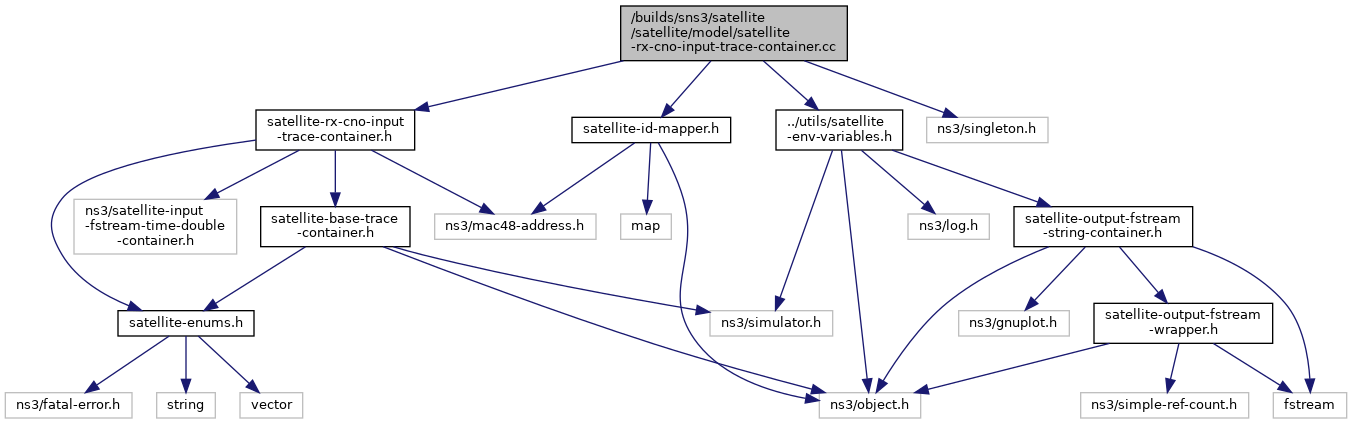 /builds/sns3/satellite
/satellite/model/satellite
-rx-cno-input-trace-container.cc
satellite-rx-cno-input
-trace-container.h
satellite-id-mapper.h
../utils/satellite
-env-variables.h
ns3/singleton.h
ns3/satellite-input
-fstream-time-double
-container.h
satellite-base-trace
-container.h
ns3/mac48-address.h
map
ns3/log.h
satellite-output-fstream
-string-container.h
satellite-enums.h
ns3/simulator.h
ns3/gnuplot.h
satellite-output-fstream
-wrapper.h
ns3/fatal-error.h
string
vector
ns3/object.h
ns3/simple-ref-count.h
fstream